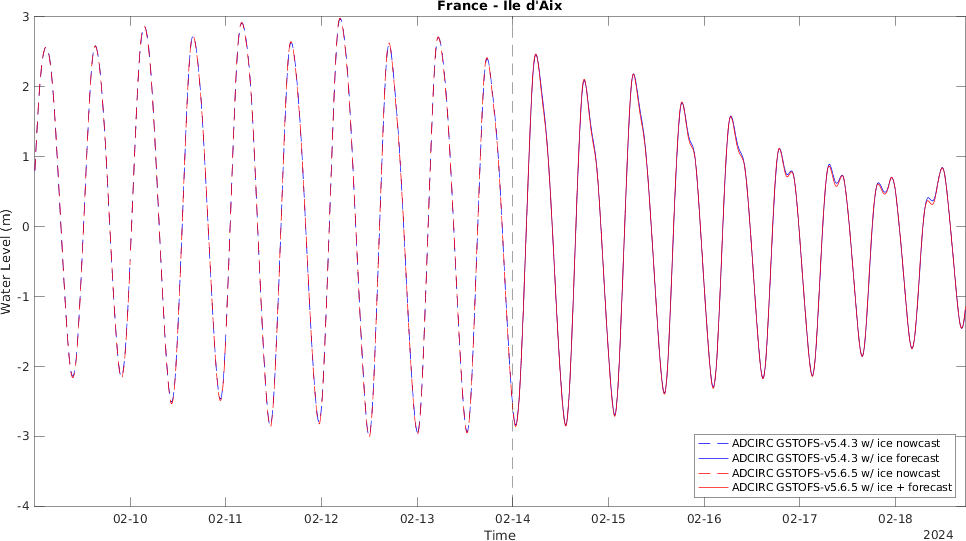 France - Ile d'Aix
Water Level (m)
3
2
1
0
-1
-2
-3
-4
02-10 02-11 02-12 02-13 02-14 02-15 02-16 02-17 02-18
Time
2024
ADCIRC GSTOFS-v5.4.3 w/ ice nowcast
ADCIRC GSTOFS-v5.4.3 w/ ice forecast
ADCIRC GSTOFS-v5.6.5 w/ ice nowcast
ADCIRC GSTOFS-v5.6.5 w/ ice + forecast